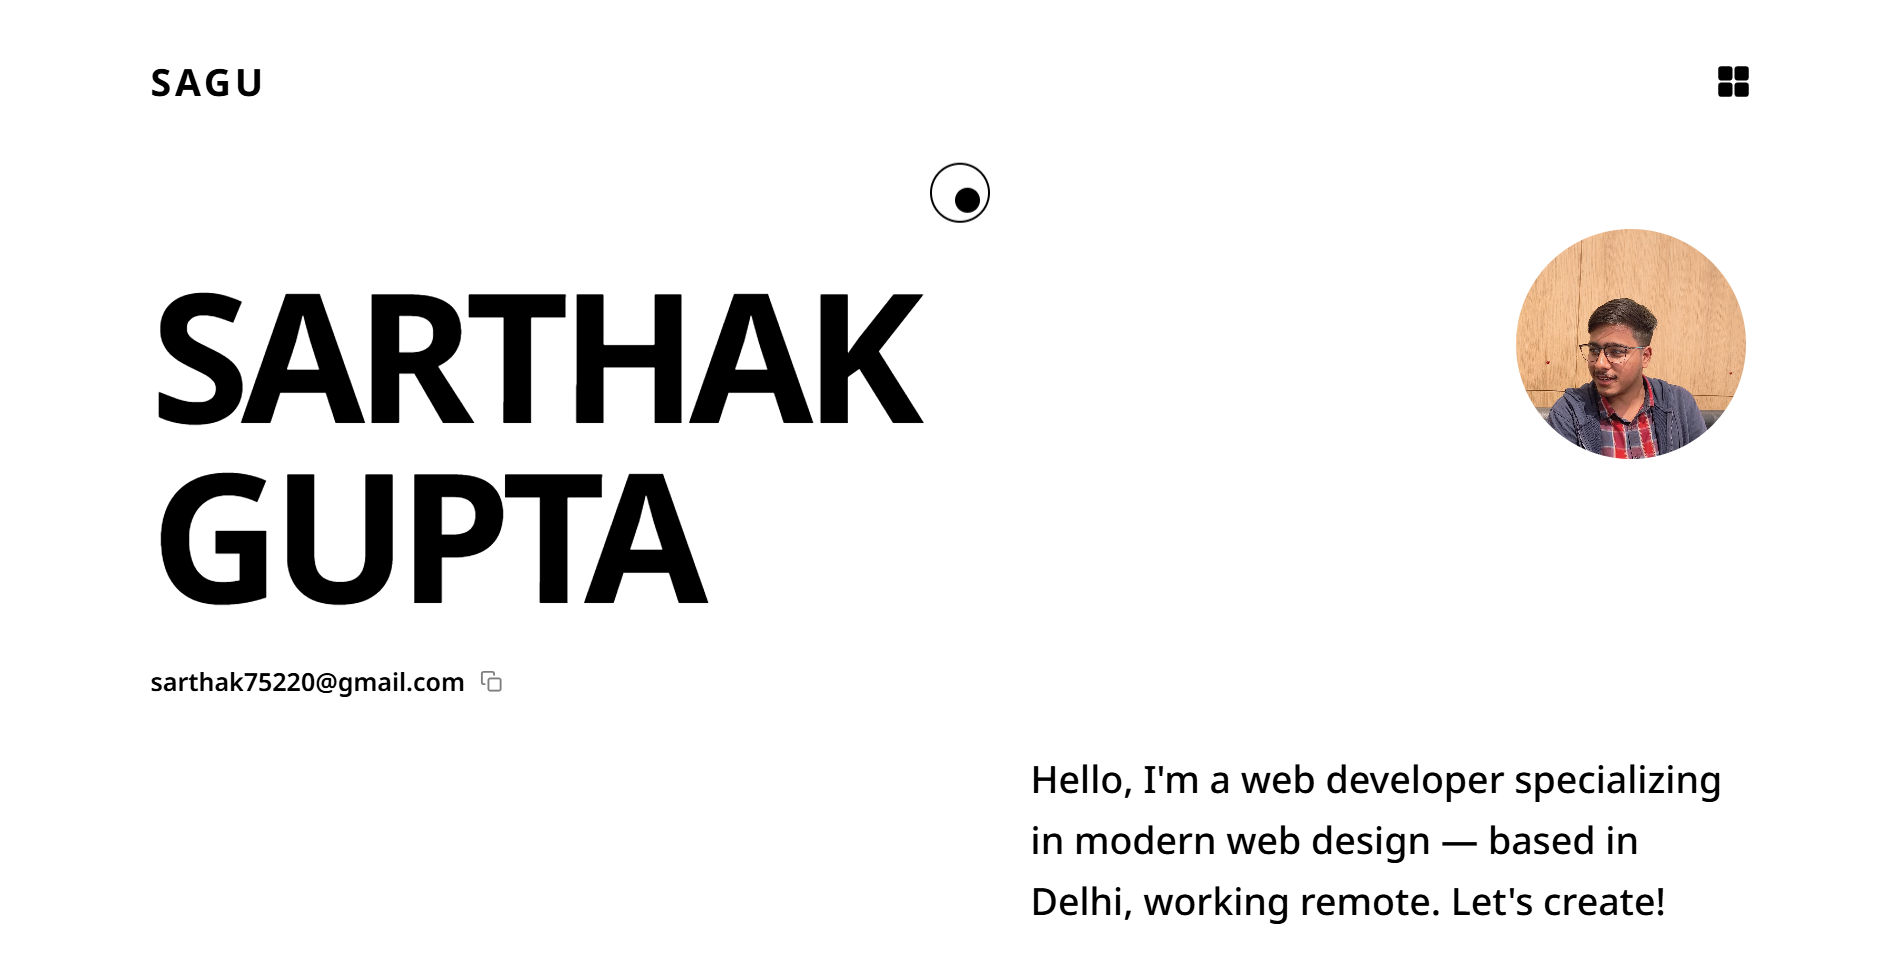 SAGU
SARTHAK
GUPTA
sarthak75220@gmail.com
Hello, I'm a web developer specializing
in modern web design — based in
Delhi, working remote. Let's create!